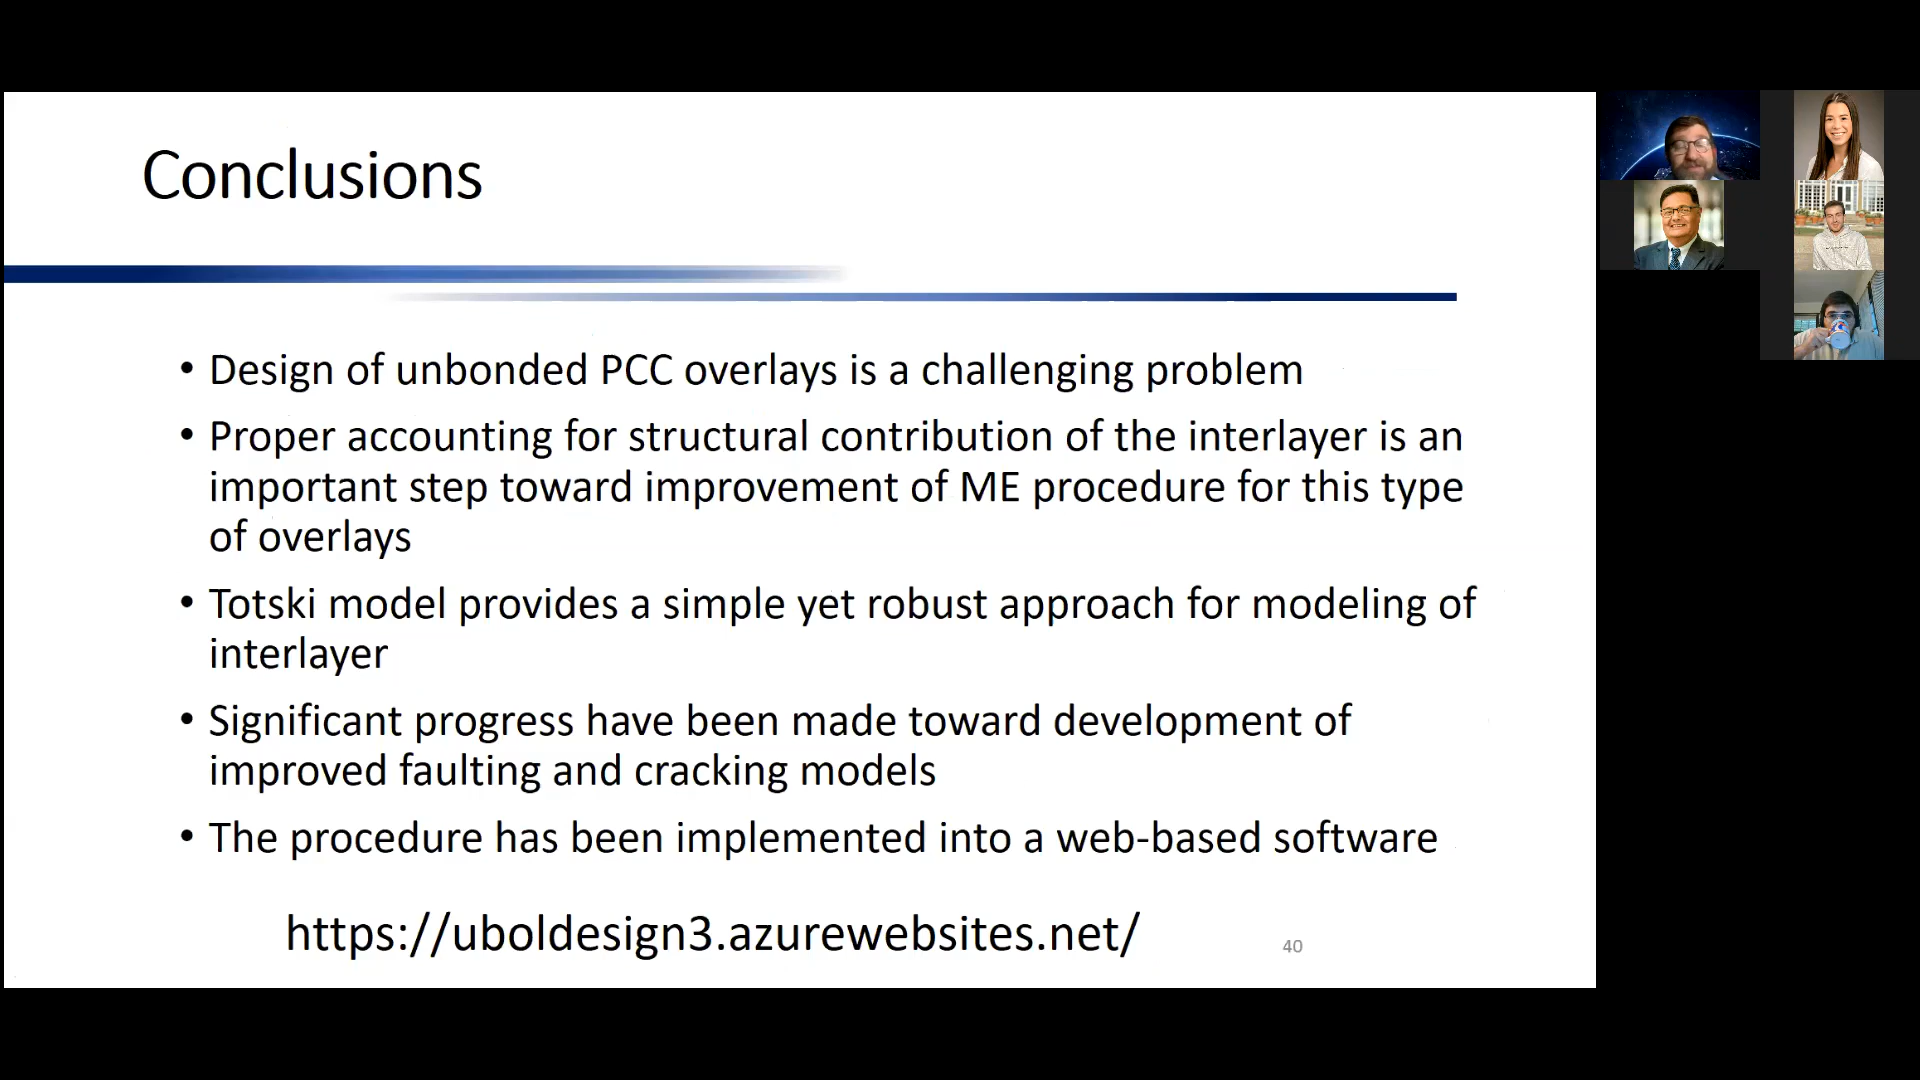 Conclusions
• Design of unbonded PCC overlays is a challenging problem
• Proper accounting for structural contribution of the interlayer is an
important step toward improvement of ME procedure for this type
of overlays
• Totski model provides a simple yet robust approach for modeling of
interlayer
• Significant progress have been made toward development of
improved faulting and cracking models
• The procedure has been implemented into a web-based software
https://uboldesign3.azurewebsites.net/
40